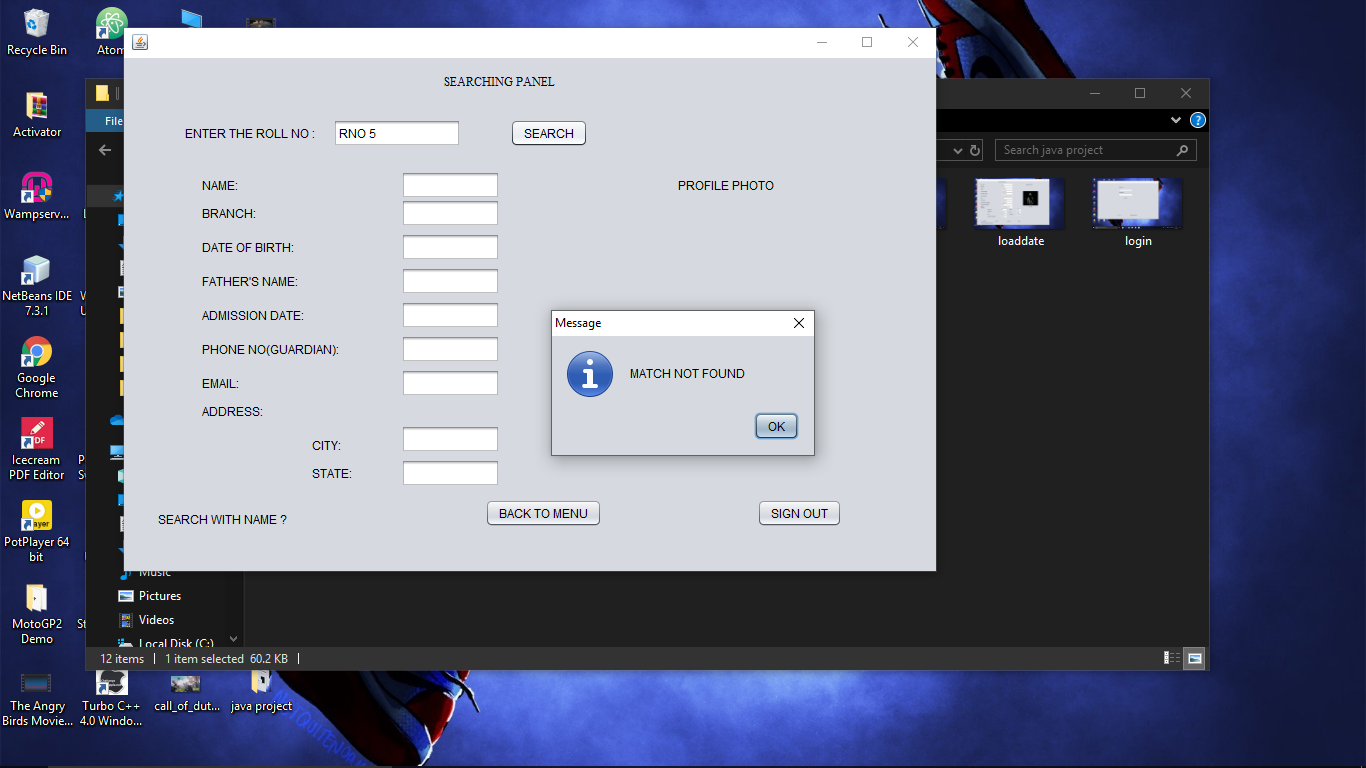 Recycle Bin
Atom
Activator
Wampserv...
NetBeans IDE
7.3.1
Google
Chrome
Icecream
PDF Editor
PotPlayer 64
bit
MotoGP2
Demo
The Angry
Birds Movie...
Turbo C++
4.0 Windo...
call_of_dut...
java project
SEARCHING PANEL
ENTER THE ROLL NO :
RNO 5
SEARCH
NAME:
PROFILE PHOTO
BRANCH:
DATE OF BIRTH:
FATHER'S NAME:
ADMISSION DATE:
PHONE NO(GUARDIAN):
EMAIL:
ADDRESS:
CITY:
STATE:
SEARCH WITH NAME ?
BACK TO MENU
SIGN OUT
Message
MATCH NOT FOUND
OK
File
Search java project
loaddate
login
Music
Pictures
Videos
Local Disk (C:)
12 items
1 item selected 60.2 KB